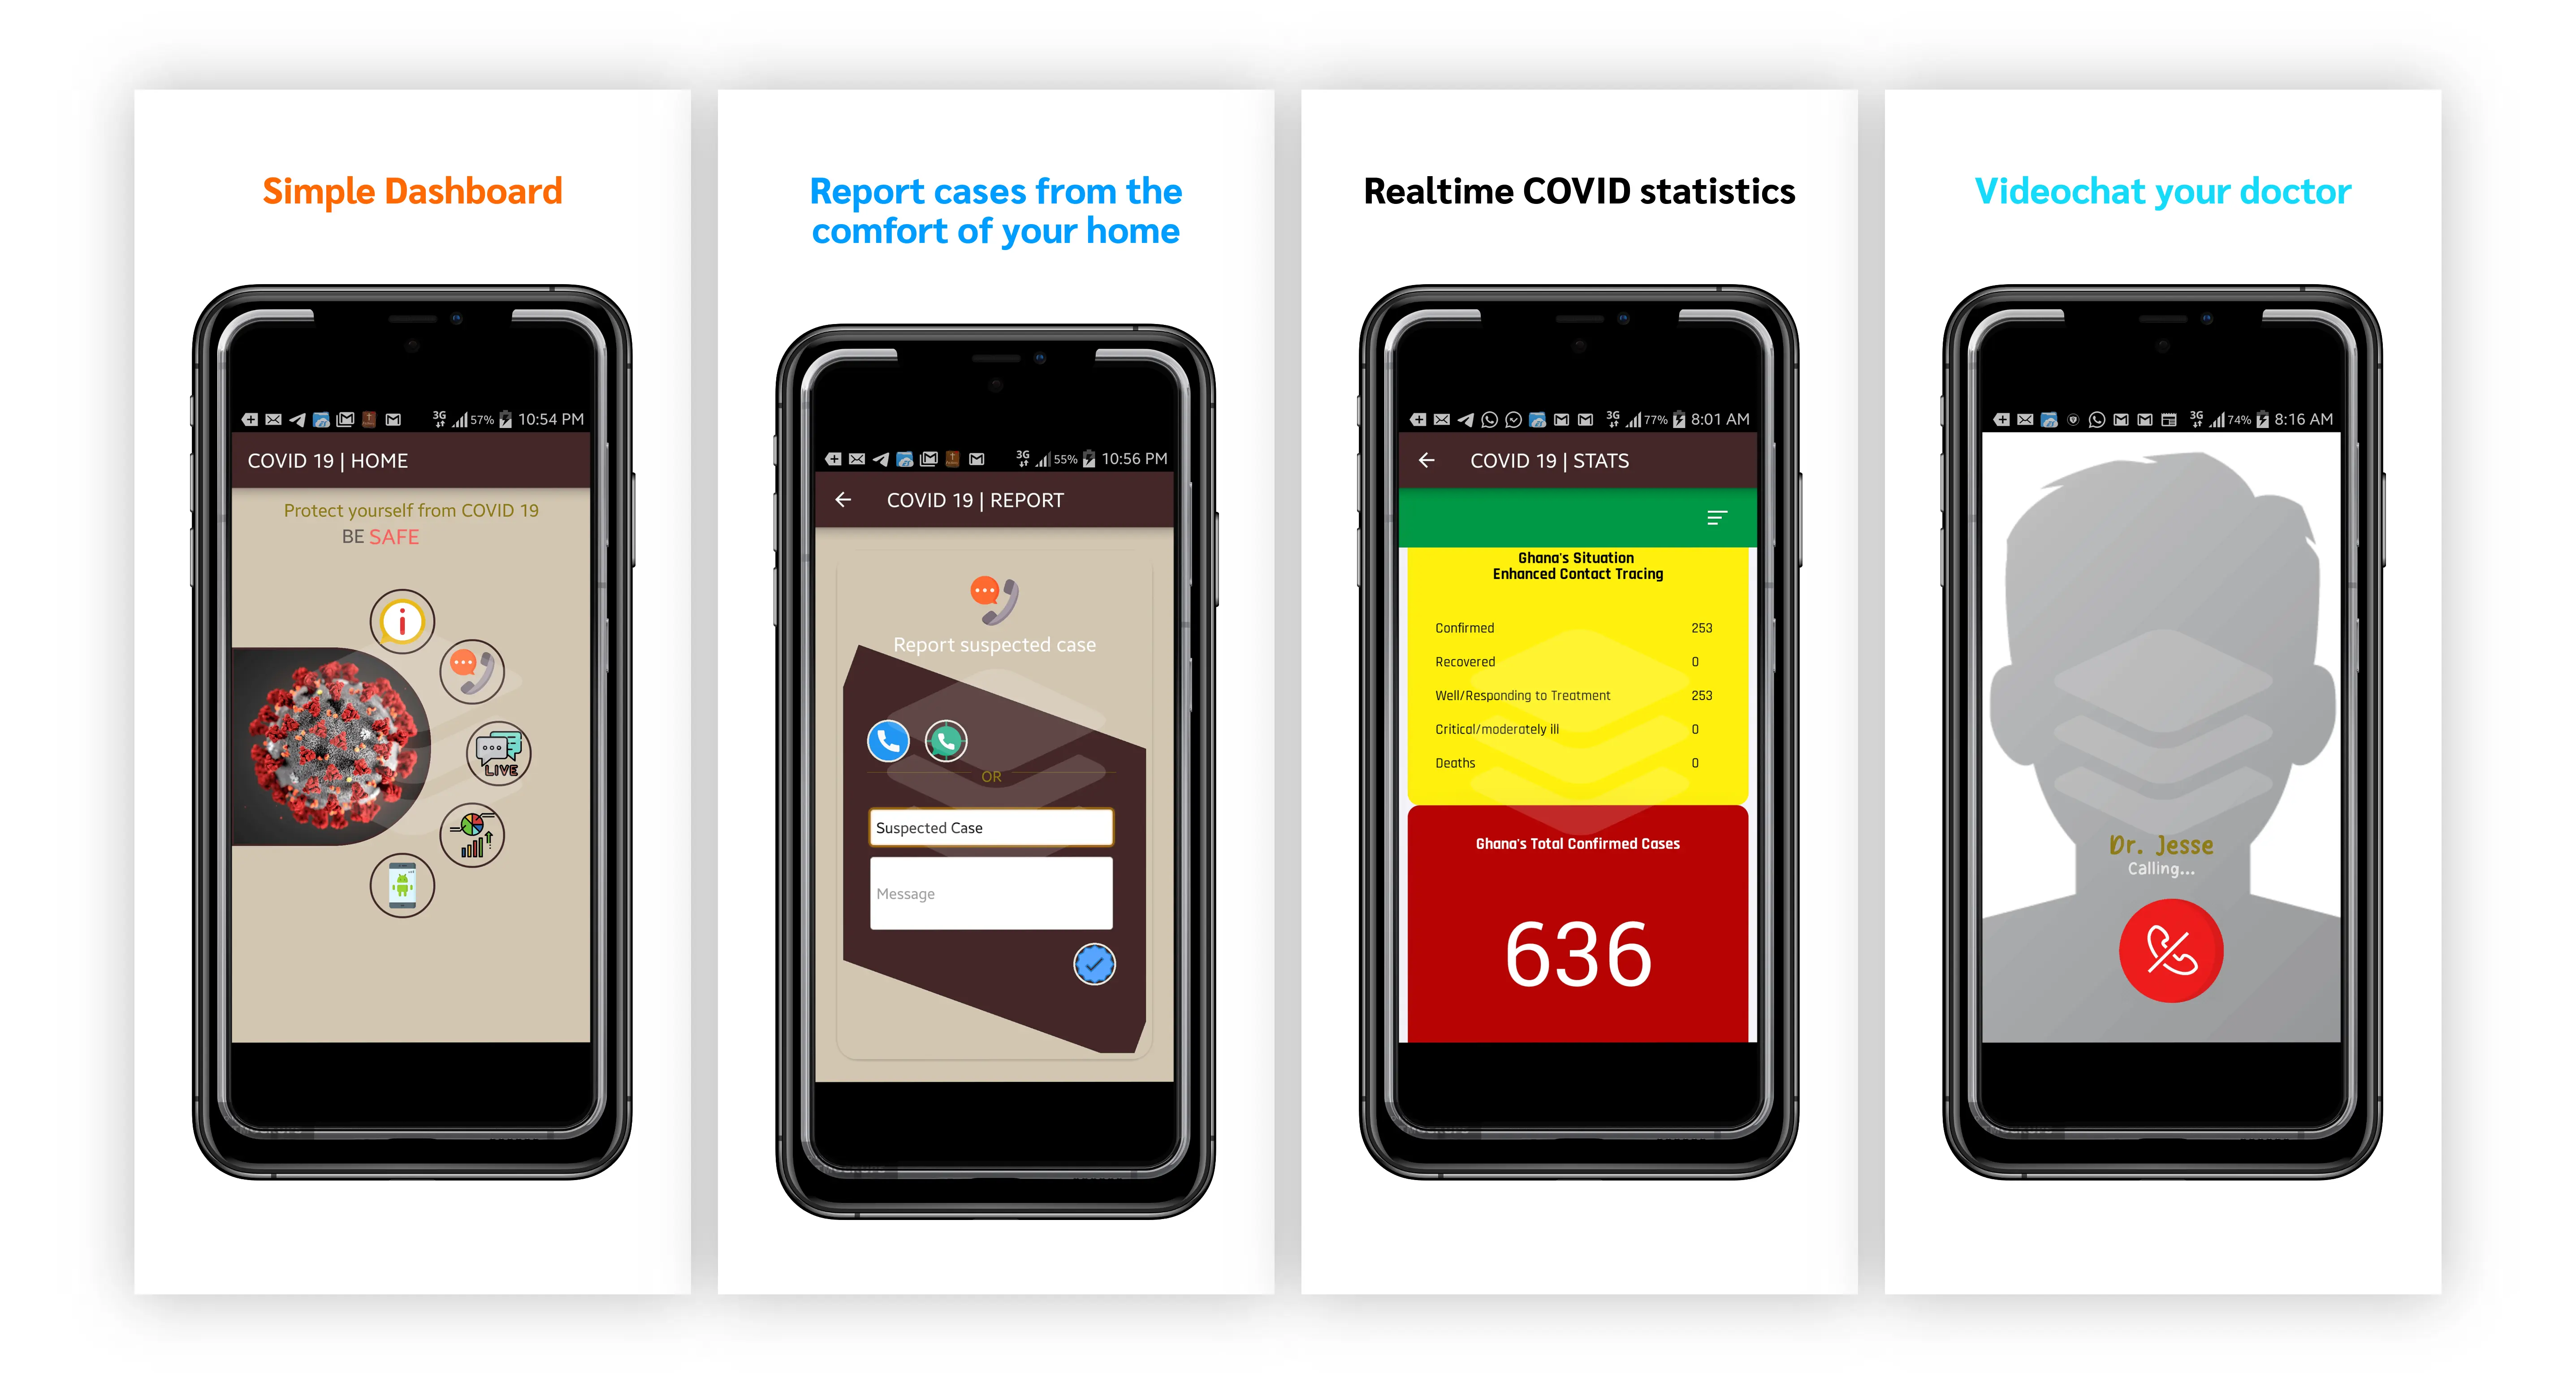 Simple Dashboard
57% 10:54 PM
3G
COVID 19 | HOME
Protect yourself from COVID 19
BE SAFE
LIVE
Report cases from the
comfort of your home
3G
55% 10:56 PM
COVID 19 | REPORT
Report suspected case
OR
Suspected Case
Message
Realtime COVID statistics
3G
77% 8:01 AM
COVID 19 | STATS
Ghana's Situation
Enhanced Contact Tracing
Confirmed 253
Recovered 0
Well/Responding to Treatment 253
Critical/moderately ill 0
Deaths 0
Ghana's Total Confirmed Cases
636
Videochat your doctor
3G
74% 8:16 AM
Dr. Jesse
Calling...